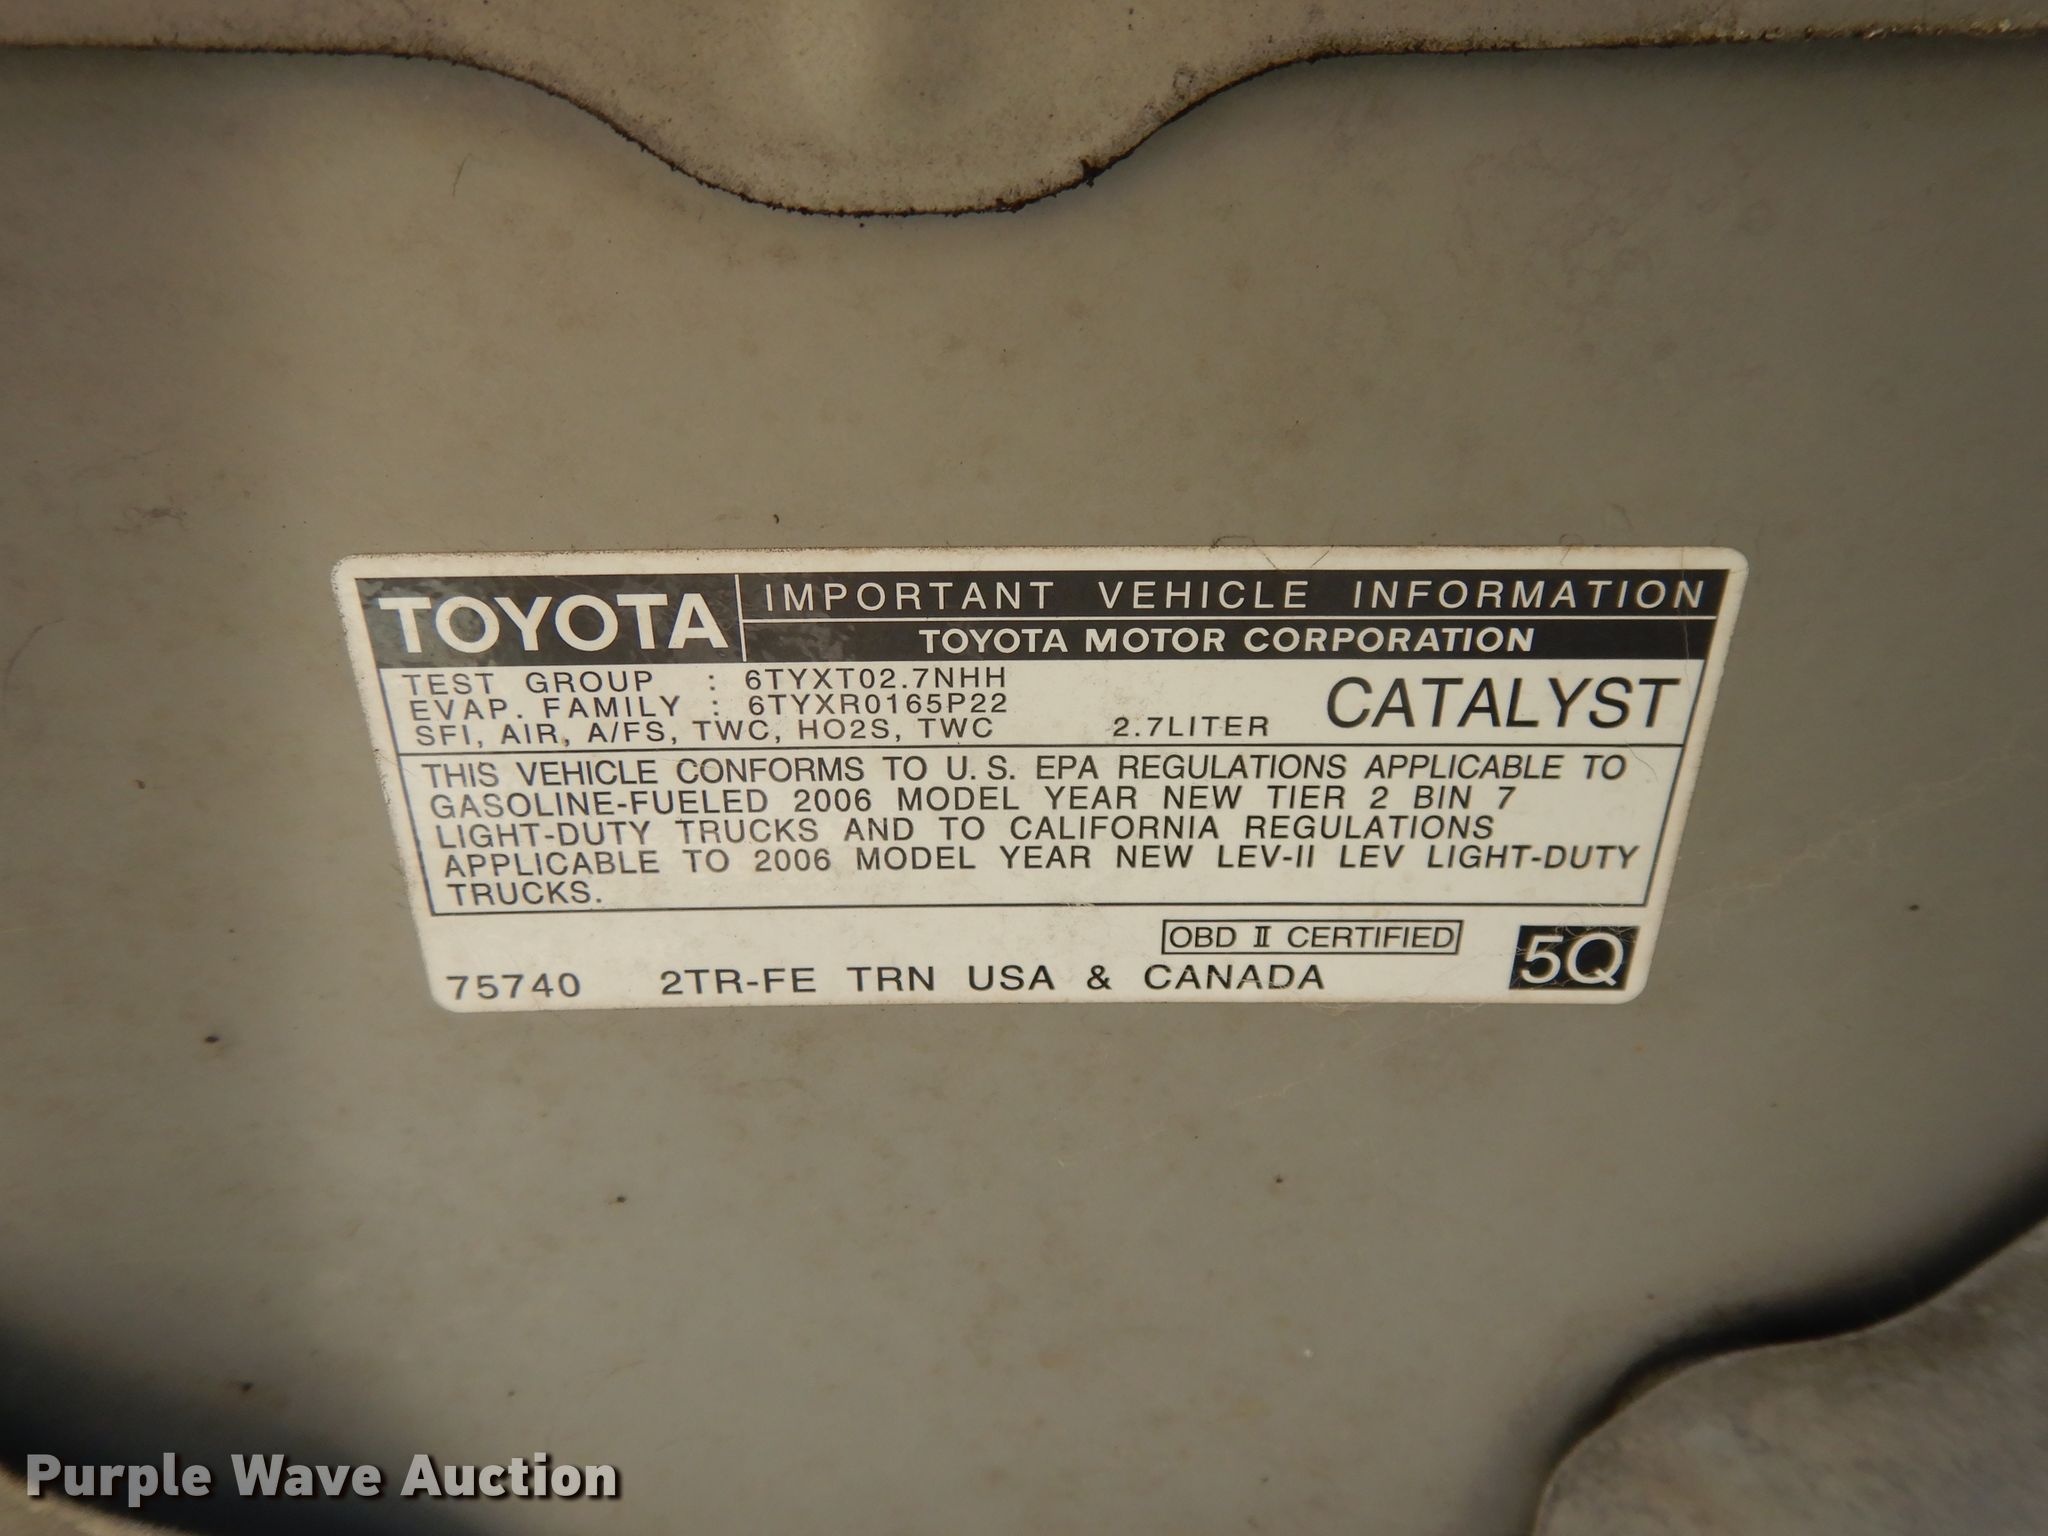 TOYOTA
IMPORTANT VEHICLE INFORMATION
TOYOTA MOTOR CORPORATION
TEST GROUP : 6TYXT02.7NHH
EVAP. FAMILY : 6TYXR0165P22
SFI, AIR, A/FS, TWC, HO2S, TWC 2.7LITER
CATALYST
THIS VEHICLE CONFORMS TO U.S. EPA REGULATIONS APPLICABLE TO
GASOLINE-FUELED 2006 MODEL YEAR NEW TIER 2 BIN 7
LIGHT-DUTY TRUCKS AND TO CALIFORNIA REGULATIONS
APPLICABLE TO 2006 MODEL YEAR NEW LEV-II LEV LIGHT-DUTY
TRUCKS.
OBD II CERTIFIED
75740 2TR-FE TRN USA & CANADA
5Q
Purple Wave Auction